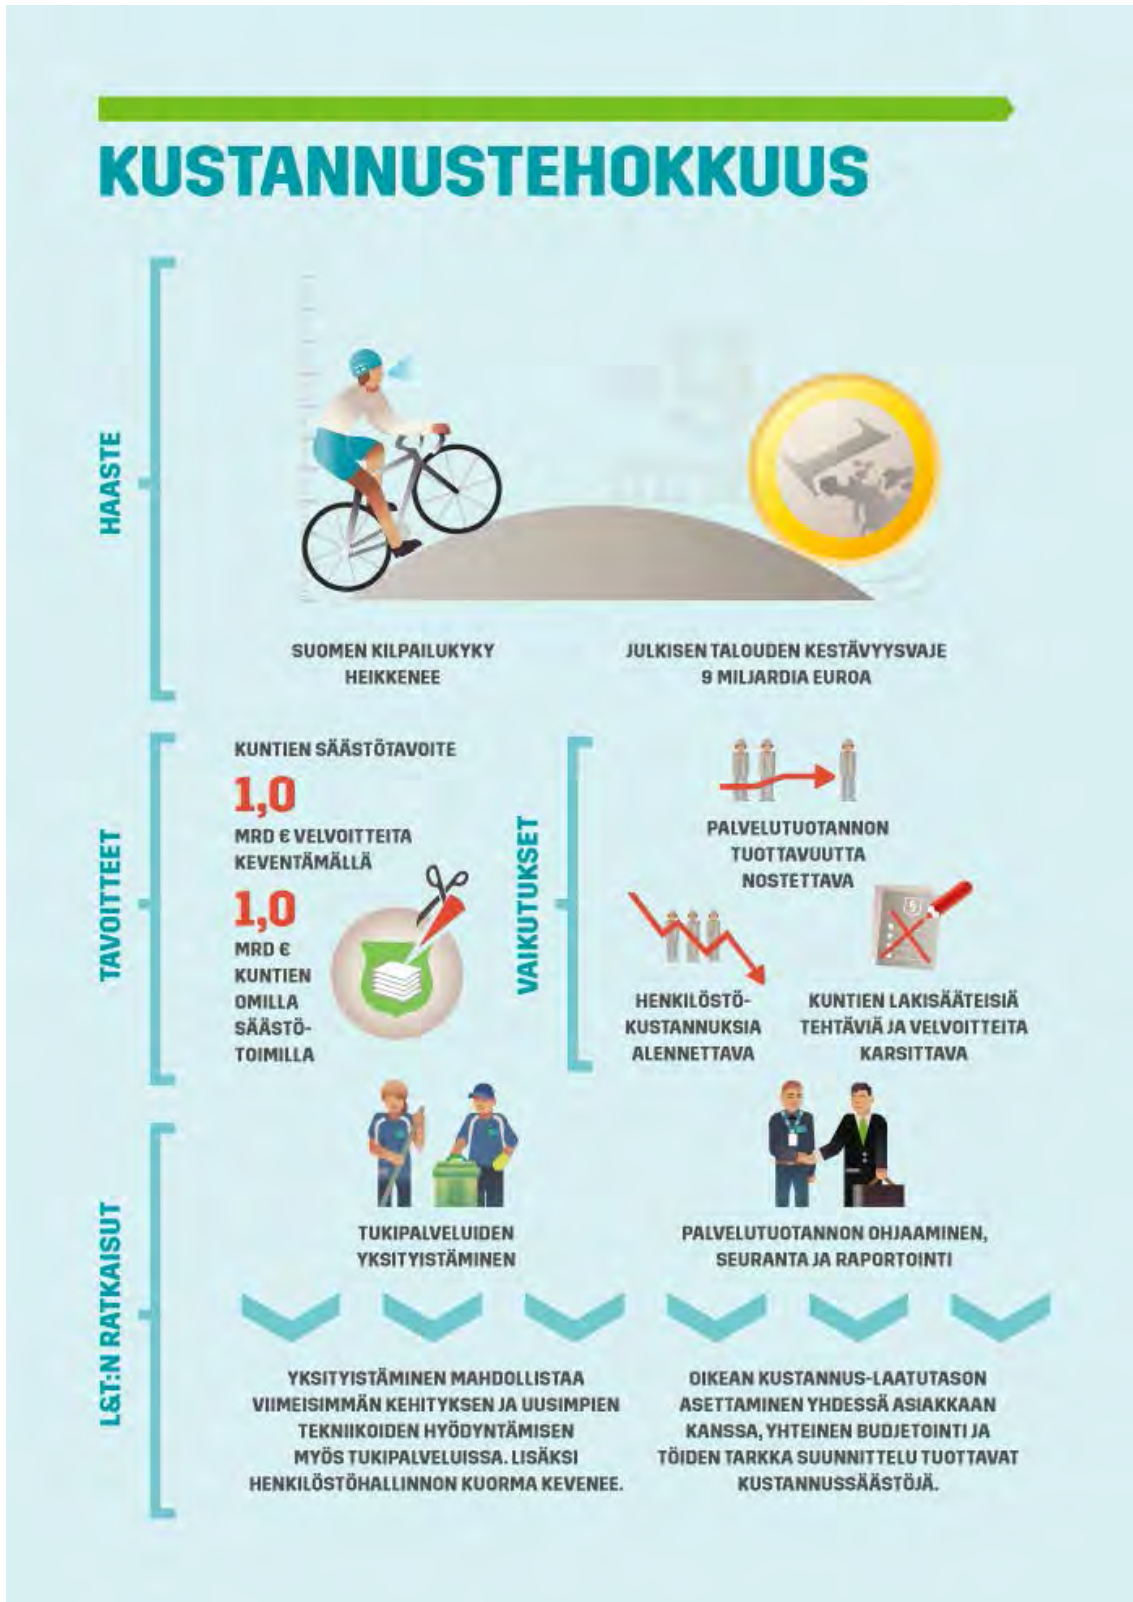 KUSTANNUSTEHOKKUUS
HAASTE
SUOMEN KILPAILUKYKY
HEIKKENEE
JULKISEN TALOUDEN KESTÄVYYSVAJE
9 MILJARDIA EUROA
TAVOITTEET
KUNTIEN SÄÄSTÖTAVOITE
1,0
MRD € VELVOITTEITA
KEVENTÄMÄLLÄ
1,0
MRD €
KUNTIEN
OMILLA
SÄÄSTÖ-
TOIMILLA
VAIKUTUKSET
PALVELUTUOTANNON
TUOTTAVUUTTA
NOSTETTAVA
HENKILÖSTÖ-
KUSTANNUKSIA
ALENNETTAVA
§
KUNTIEN LAKISÄÄTEISIÄ
TEHTÄVIÄ JA VELVOITTEITA
KARSITTAVA
L&T:N RATKAISUT
TUKIPALVELUIDEN
YKSITYISTÄMINEN
PALVELUTUOTANNON OHJAAMINEN,
SEURANTA JA RAPORTOINTI
YKSITYISTÄMINEN MAHDOLLISTAA
VIIMEISIMMÄN KEHITYKSEN JA UUSIMPIEN
TEKNIIKOIDEN HYÖDYNTÄMISEN
MYÖS TUKIPALVELUISSA. LISÄKSI
HENKILÖSTÖHALLINNON KUORMA KEVENEE.
OIKEAN KUSTANNUS-LAATUTASON
ASETTAMINEN YHDESSÄ ASIAKKAAN
KANSSA, YHTEINEN BUDJETOINTI JA
TÖIDEN TARKKA SUUNNITTELU TUOTTAVAT
KUSTANNUSSÄÄSTÖJÄ.